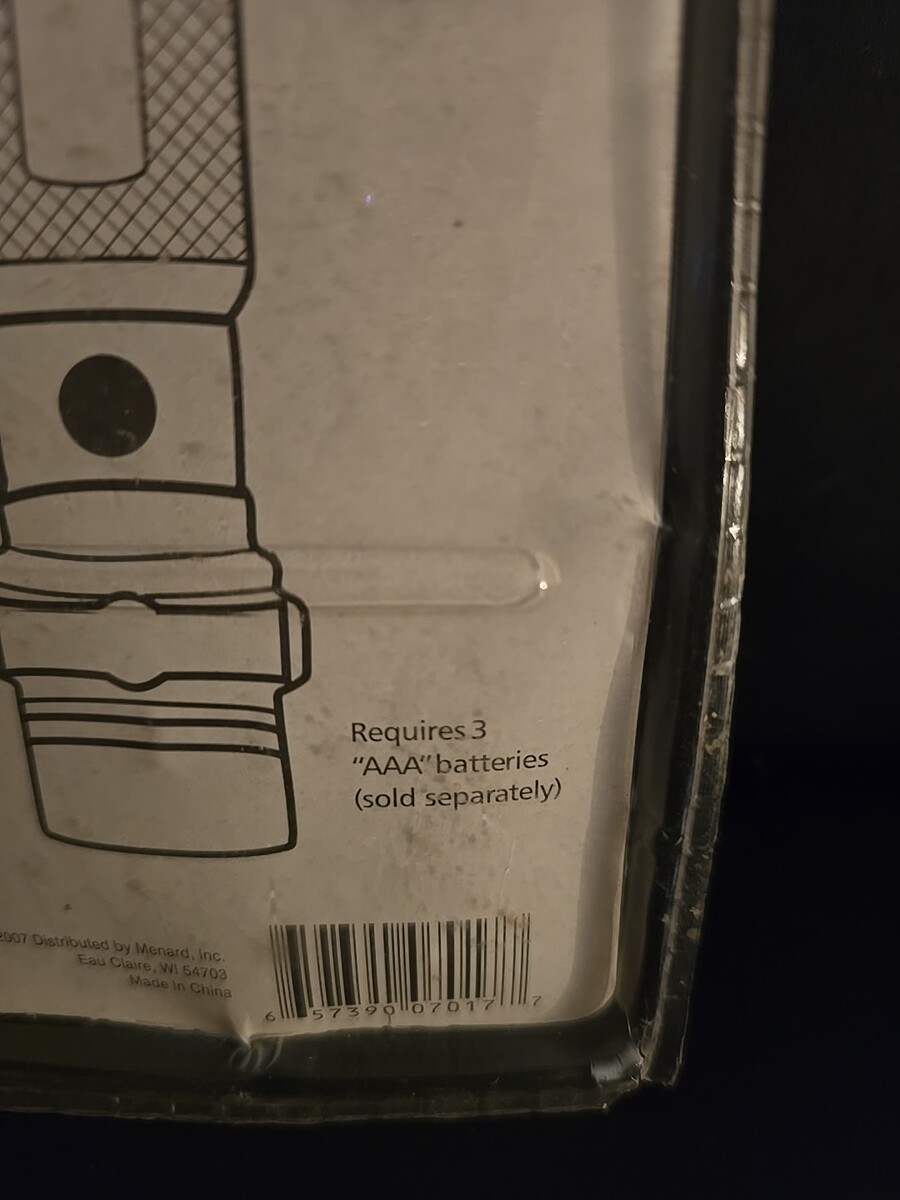 Requires 3
“AAA” batteries
(sold separately)
2007 Distributed by Menard, Inc.
Eau Claire, WI 54703
Made in China
6 57390 07017 7